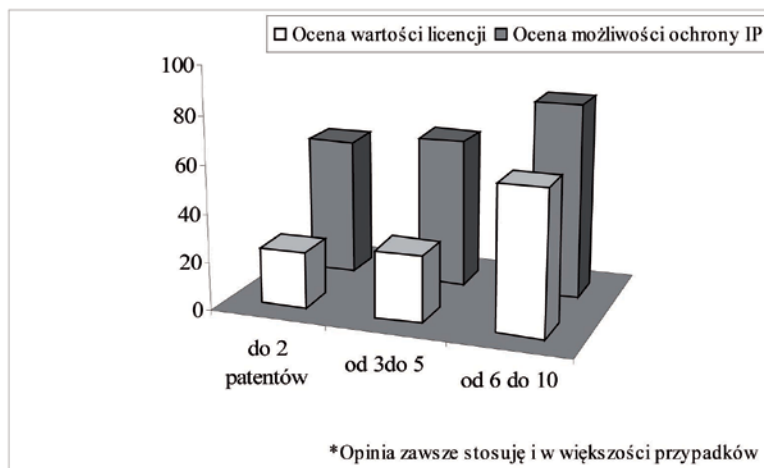 Ocena wartości licencji Ocena możliwości ochrony IP
100
80
60
40
20
0
do 2
patentów
od 3do 5
od 6 do 10
*Opinia zawsze stosuję i w większości przypadków